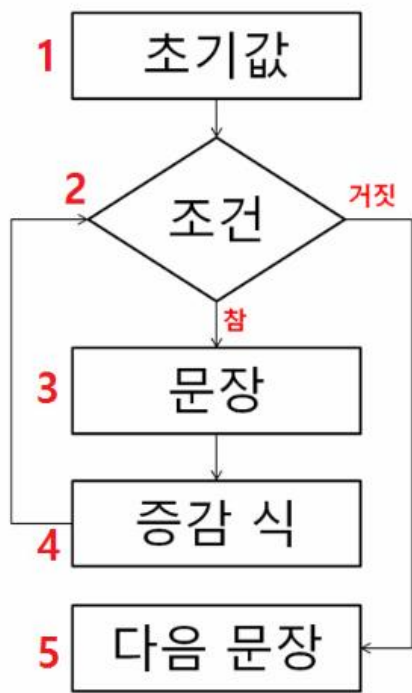 1 초기값
2 조건 거짓
참
3 문장
4 증감 식
5 다음 문장